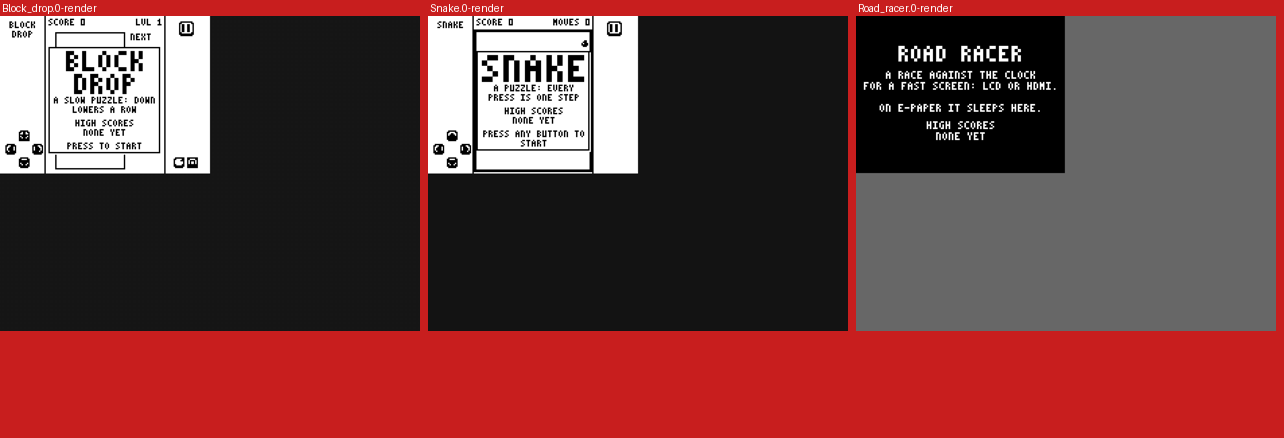 Block_drop.0-render
BLOCK
DROP
SCORE 0
LVL 1
NEXT
BLOCK
DROP
A SLOW PUZZLE: DOWN
LOWERS A ROW
HIGH SCORES
NONE YET
PRESS TO START
Snake.0-render
SNAKE
SCORE 0
MOVES 0
SNAKE
A PUZZLE: EVERY
PRESS IS ONE STEP
HIGH SCORES
NONE YET
PRESS ANY BUTTON TO
START
Road_racer.0-render
ROAD RACER
A RACE AGAINST THE CLOCK
FOR A FAST SCREEN: LCD OR HDMI.
ON E-PAPER IT SLEEPS HERE.
HIGH SCORES
NONE YET